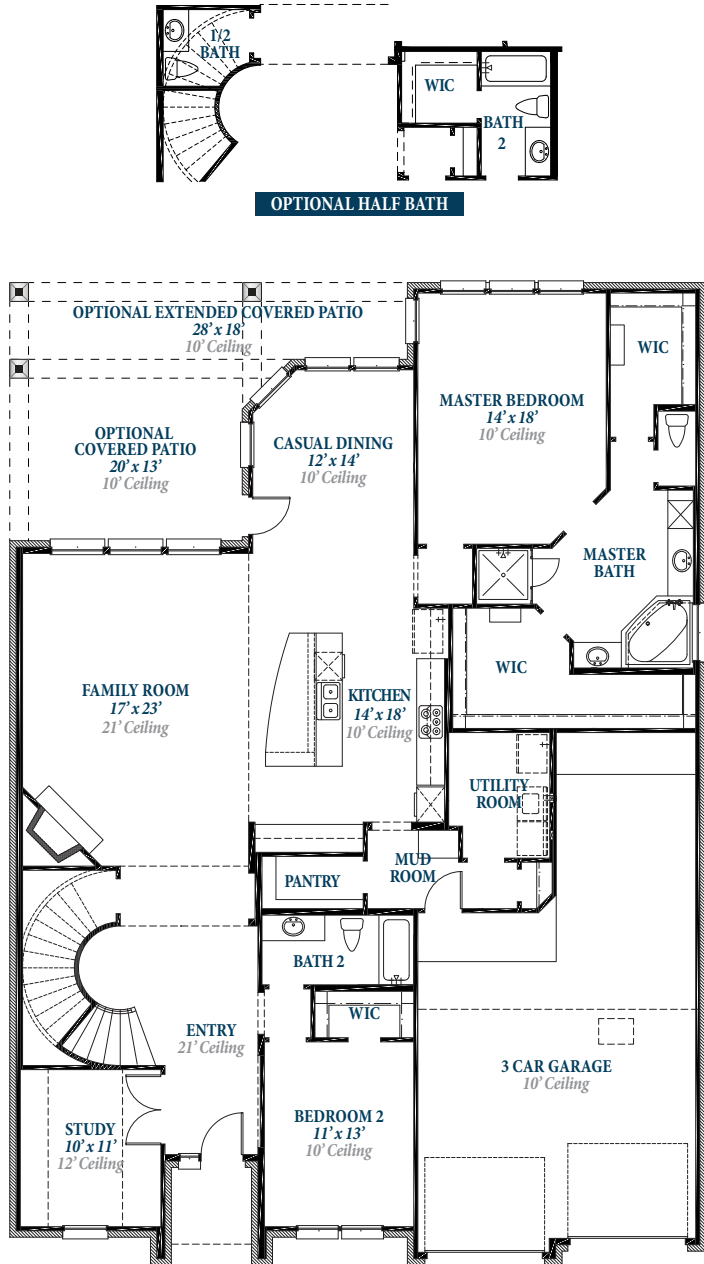 1/2
BATH
WIC
BATH
2
OPTIONAL HALF BATH
OPTIONAL EXTENDED COVERED PATIO
28' x 18'
10' Ceiling
WIC
MASTER BEDROOM
14' x 18'
10' Ceiling
OPTIONAL
COVERED PATIO
20' x 13'
10' Ceiling
CASUAL DINING
12' x 14'
10' Ceiling
MASTER
BATH
WIC
FAMILY ROOM
17' x 23'
21' Ceiling
KITCHEN
14' x 18'
10' Ceiling
UTILITY
ROOM
MUD
ROOM
PANTRY
BATH 2
WIC
ENTRY
21' Ceiling
3 CAR GARAGE
10' Ceiling
STUDY
10' x 11'
12' Ceiling
BEDROOM 2
11' x 13'
10' Ceiling